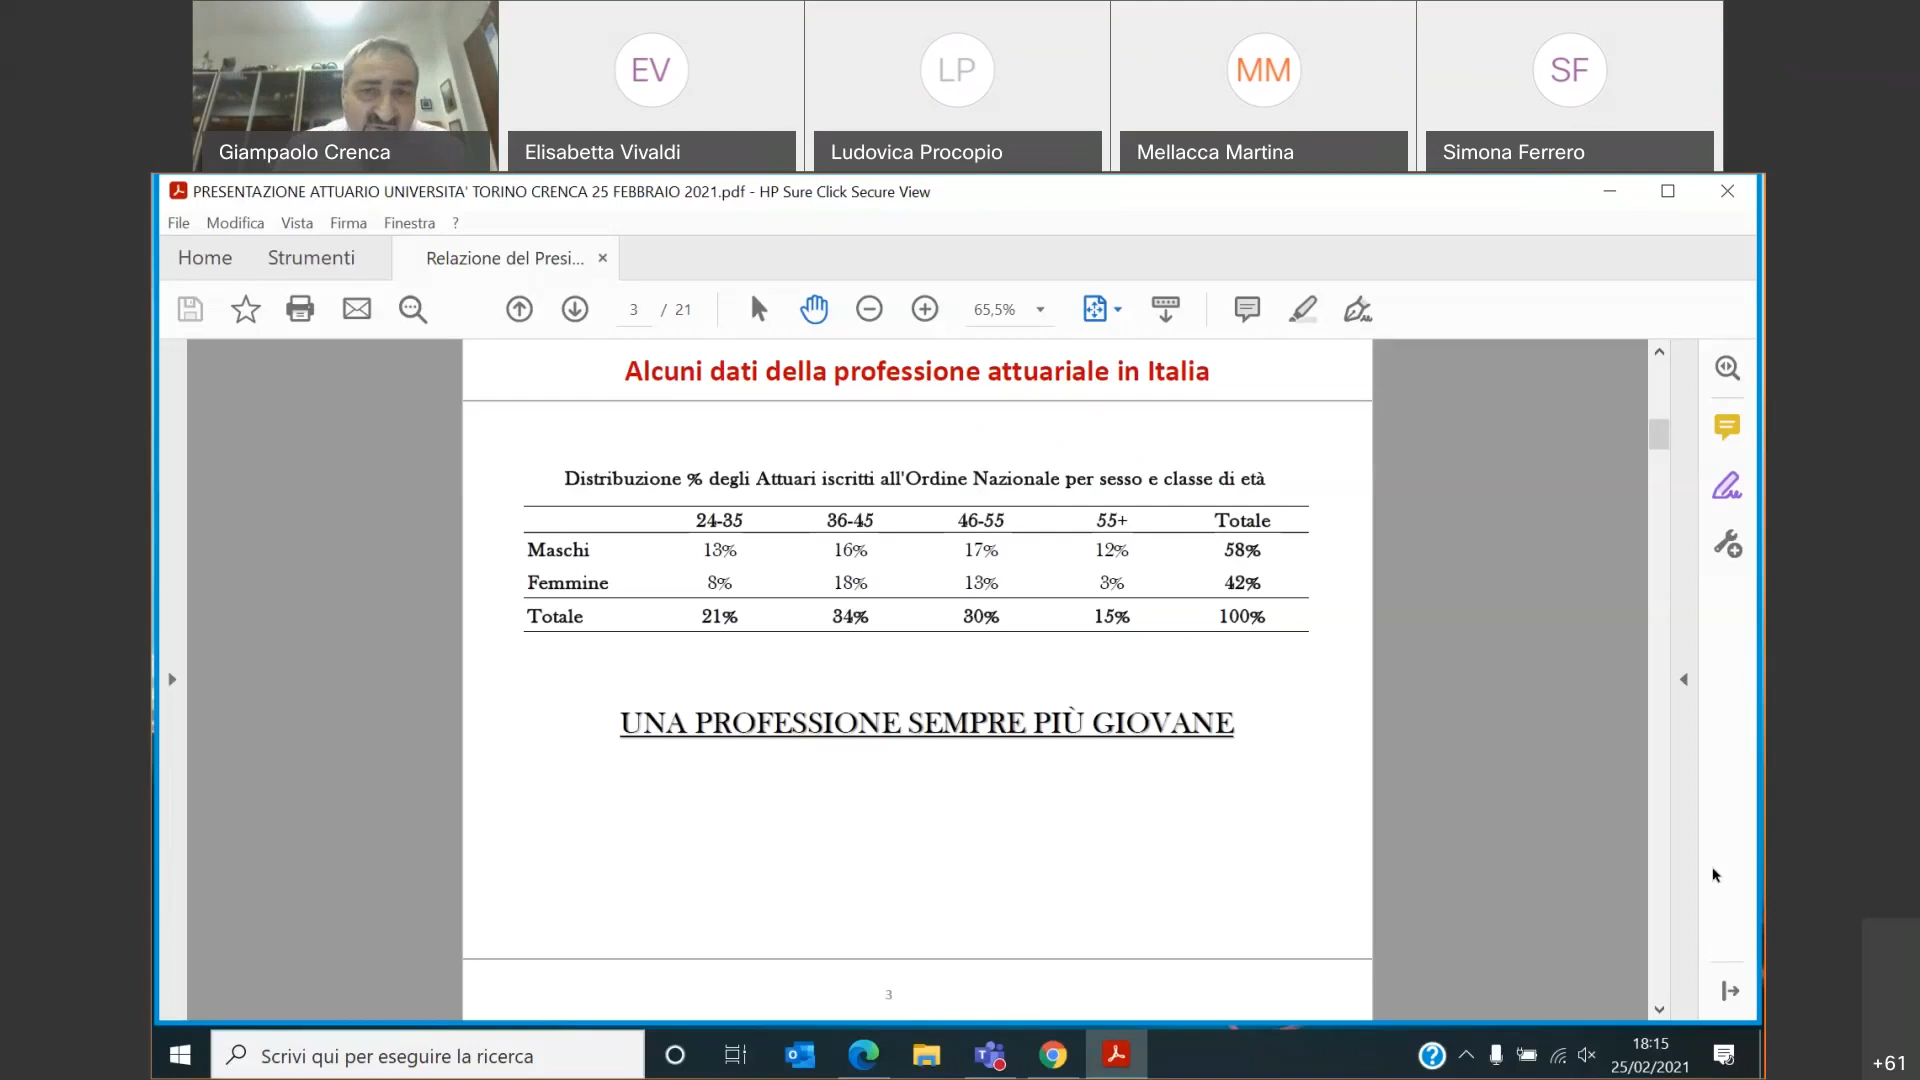 EV
LP
MM
SF
Giampaolo Crenca
Elisabetta Vivaldi
Ludovica Procopio
Mellacca Martina
Simona Ferrero
PRESENTAZIONE ATTUARIO UNIVERSITA' TORINO CRENCA 25 FEBBRAIO 2021.pdf - HP Sure Click Secure View
File Modifica Vista Firma Finestra ?
Home Strumenti Relazione del Presi... ×
3 / 21 65,5%
Alcuni dati della professione attuariale in Italia
Distribuzione % degli Attuari iscritti all'Ordine Nazionale per sesso e classe di età
24-35 36-45 46-55 55+ Totale
Maschi 13% 16% 17% 12% 58%
Femmine 8% 18% 13% 3% 42%
Totale 21% 34% 30% 15% 100%
UNA PROFESSIONE SEMPRE PIÙ GIOVANE
3
Scrivi qui per eseguire la ricerca
18:15
25/02/2021
+61